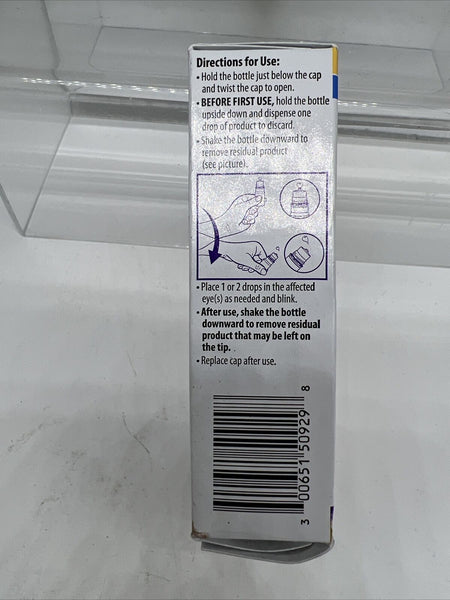 Directions for Use:
• Hold the bottle just below the cap
and twist the cap to open.
• BEFORE FIRST USE, hold the bottle
upside down and dispense one
drop of product to discard.
• Shake the bottle downward to
remove residual product
(see picture).
• Place 1 or 2 drops in the affected
eye(s) as needed and blink.
• After use, shake the bottle
downward to remove residual
product that may be left on
the tip.
• Replace cap after use.
3 00651 50929 8